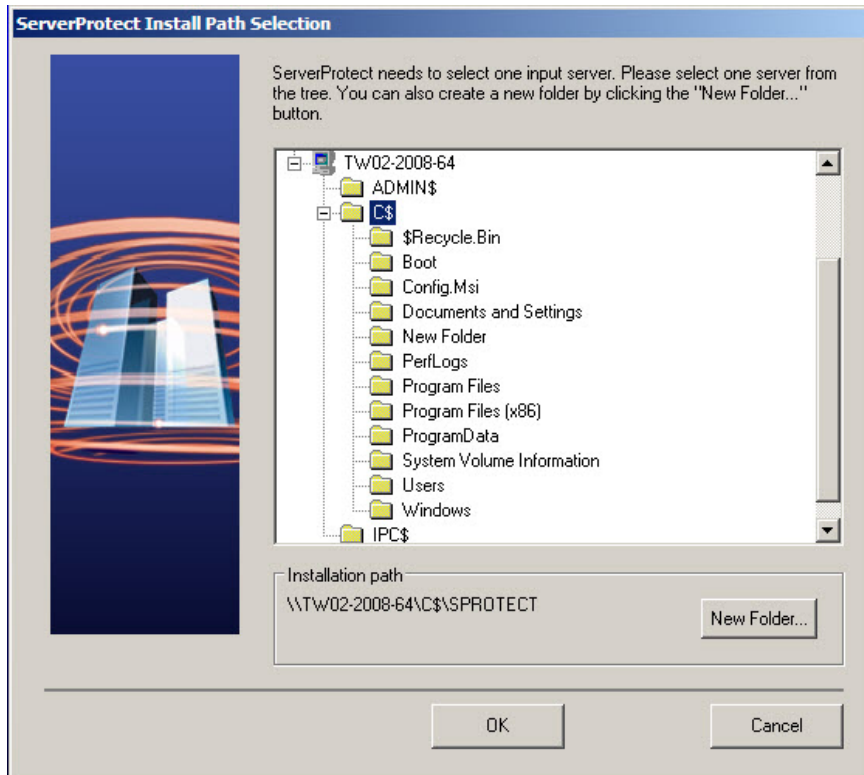 ServerProtect Install Path Selection
ServerProtect needs to select one input server. Please select one server from
the tree. You can also create a new folder by clicking the "New Folder..."
button.
TW02-2008-64
ADMIN$
C$
$Recycle.Bin
Boot
Config.Msi
Documents and Settings
New Folder
PerfLogs
Program Files
Program Files (x86)
ProgramData
System Volume Information
Users
Windows
IPC$
Installation path
\\TW02-2008-64\C$\SPROTECT
New Folder...
OK
Cancel